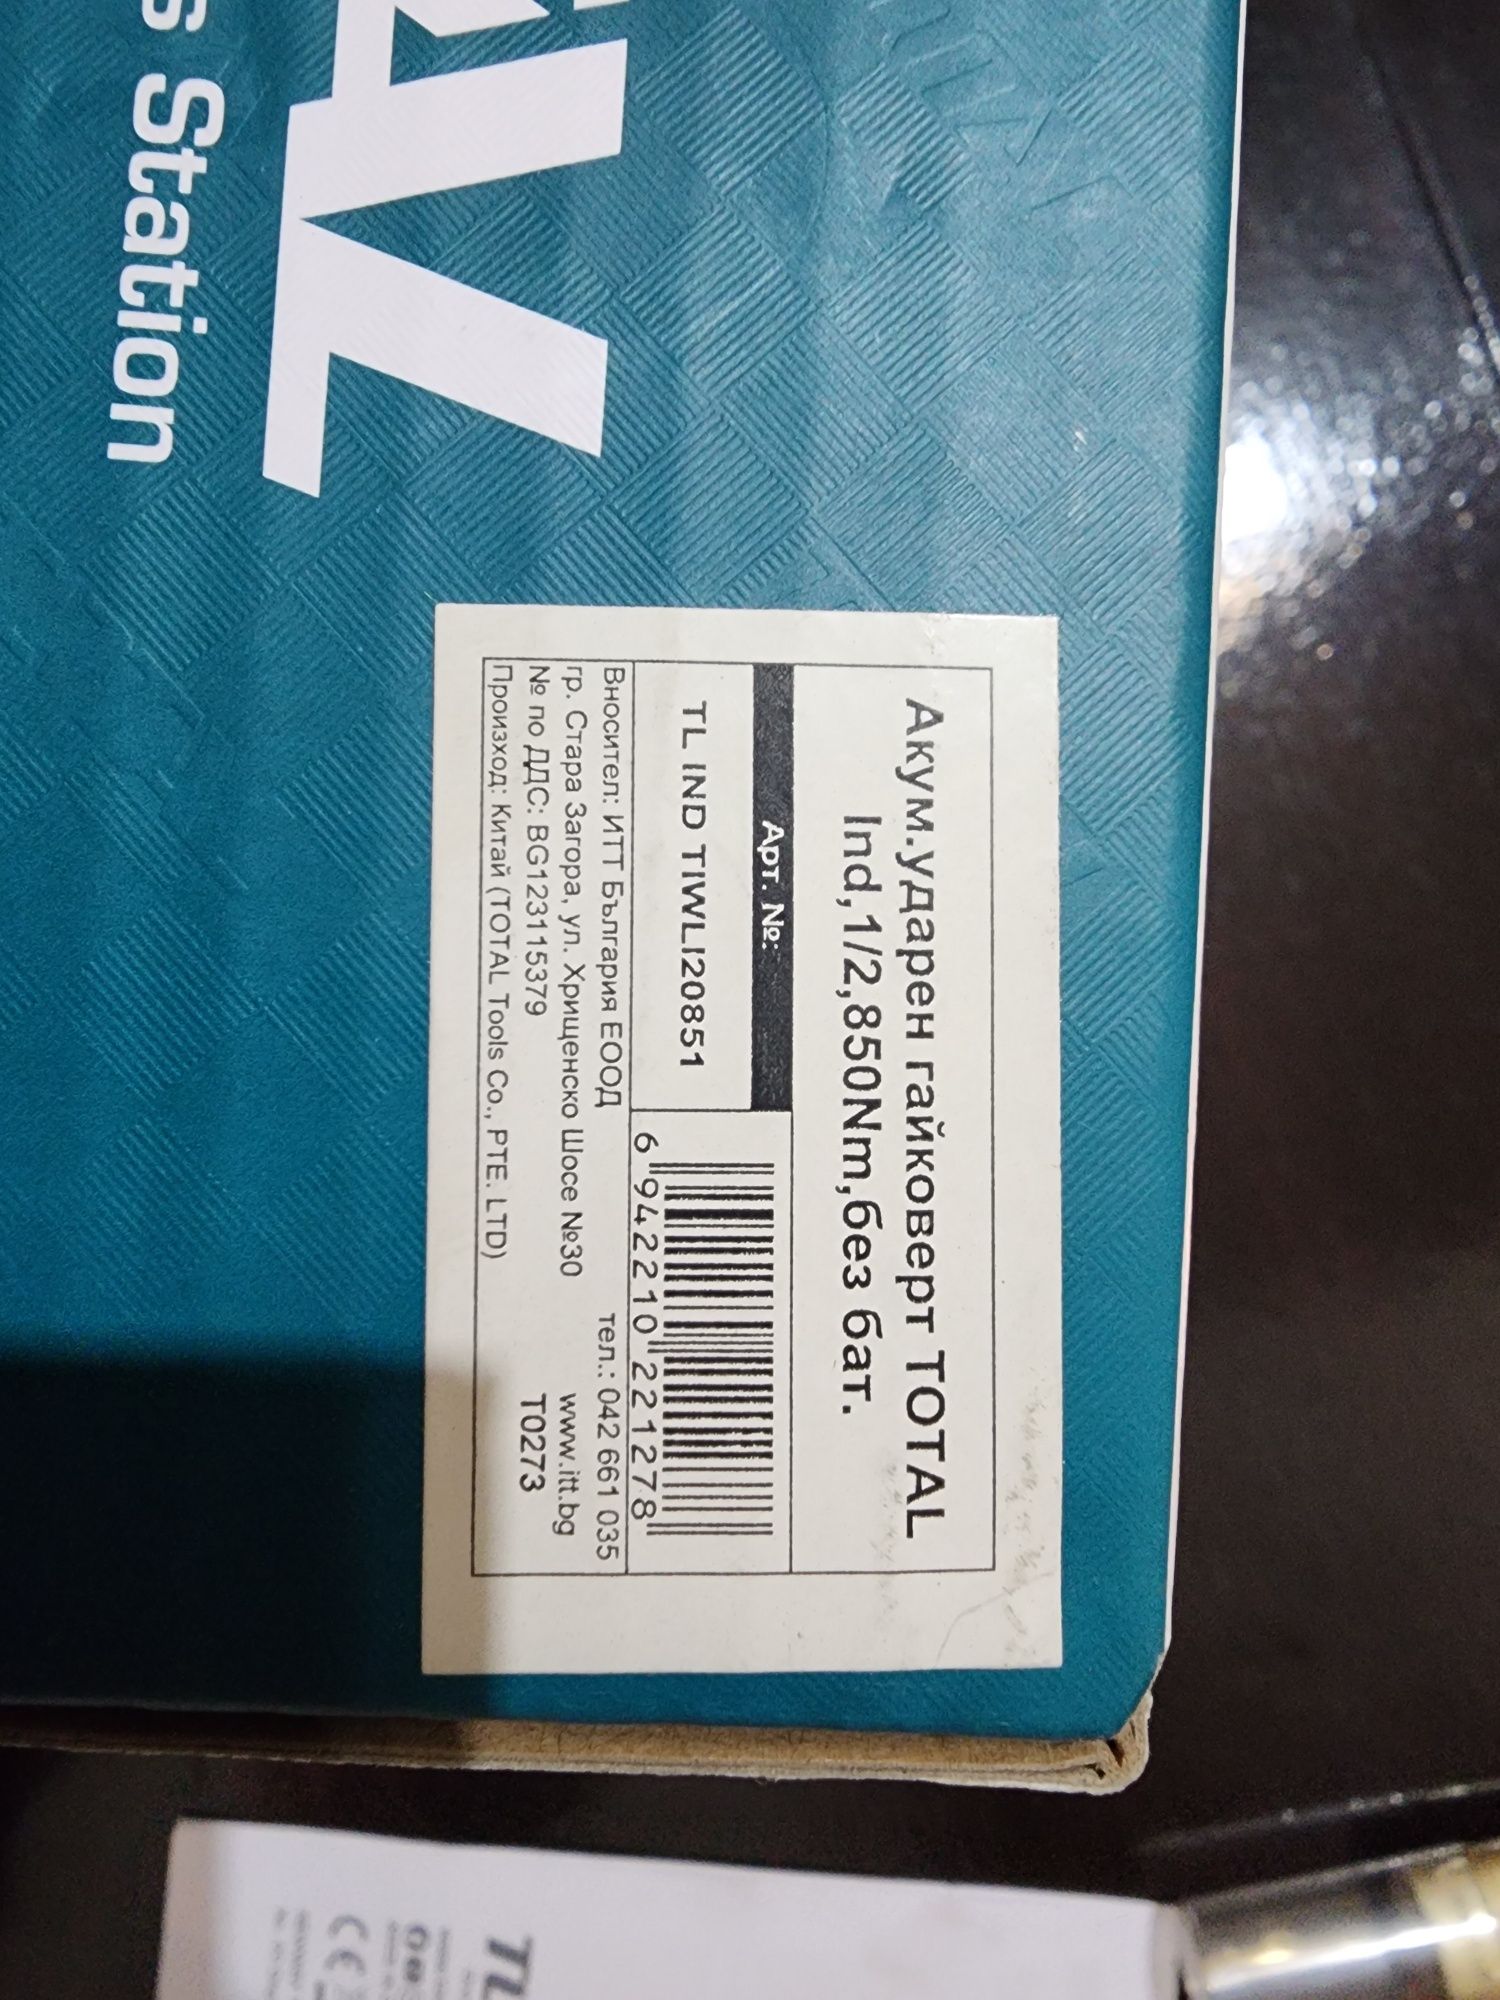 s Station
Акум.ударен гайковерт TOTAL
Ind,1/2,850Nm,без бат.
Арт. №:
TL IND TIWLI20851
6 942210 221278
Вносител: ИТТ България ЕООД тел.: 042 661 035
гр. Стара Загора, ул. Хрищенско Шосе №30 www.itt.bg
№ по ДДС: BG123115379 T0273
Произход: Китай (TOTAL Tools Co., PTE. LTD)
CE